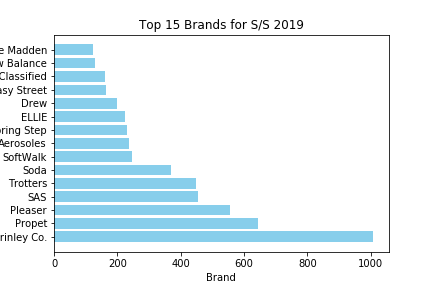 Top 15 Brands for S/S 2019
e Madden
w Balance
Classified
asy Street
Drew
ELLIE
oring Step
Aerosoles
SoftWalk
Soda
Trotters
SAS
Pleaser
Propet
rinley Co.
0 200 400 600 800 1000
Brand